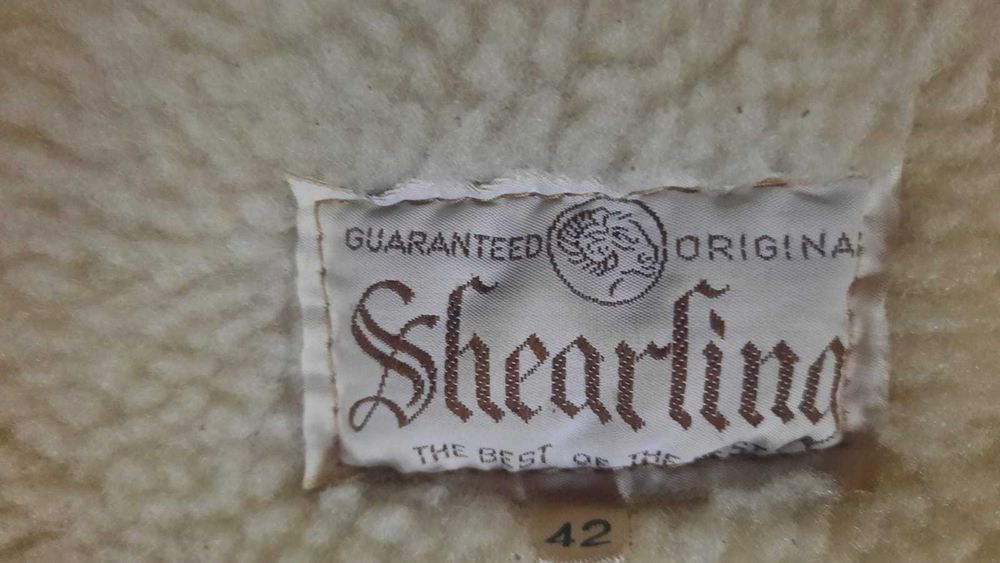 GUARANTEED ORIGINAL
Shearling
THE BEST OF THE
42